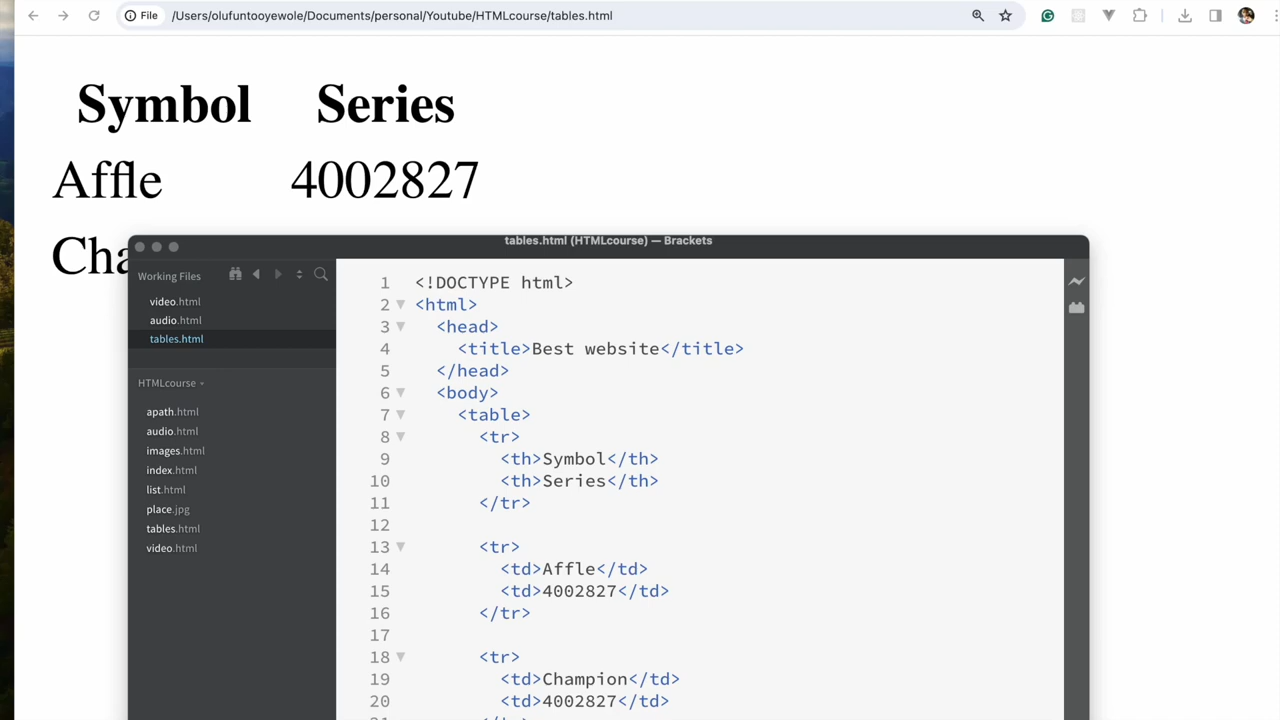 File
/Users/olufuntooyewole/Documents/personal/Youtube/HTMLcourse/tables.html
Symbol Series
Affle 4002827
Cha
tables.html (HTMLcourse) — Brackets
Working Files
video.html
audio.html
tables.html
HTMLcourse
apath.html
audio.html
images.html
index.html
list.html
place.jpg
tables.html
video.html
1 <!DOCTYPE html>
2 <html>
3 <head>
4 <title>Best website</title>
5 </head>
6 <body>
7 <table>
8 <tr>
9 <th>Symbol</th>
10 <th>Series</th>
11 </tr>
12
13 <tr>
14 <td>Affle</td>
15 <td>4002827</td>
16 </tr>
17
18 <tr>
19 <td>Champion</td>
20 <td>4002827</td>